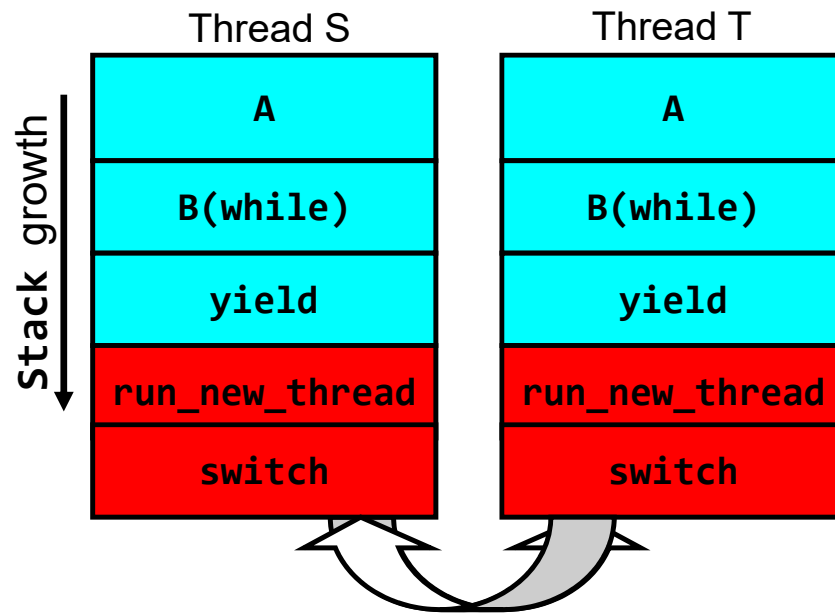 Thread S
Thread T
Stack growth
A
B(while)
yield
run_new_thread
switch
A
B(while)
yield
run_new_thread
switch